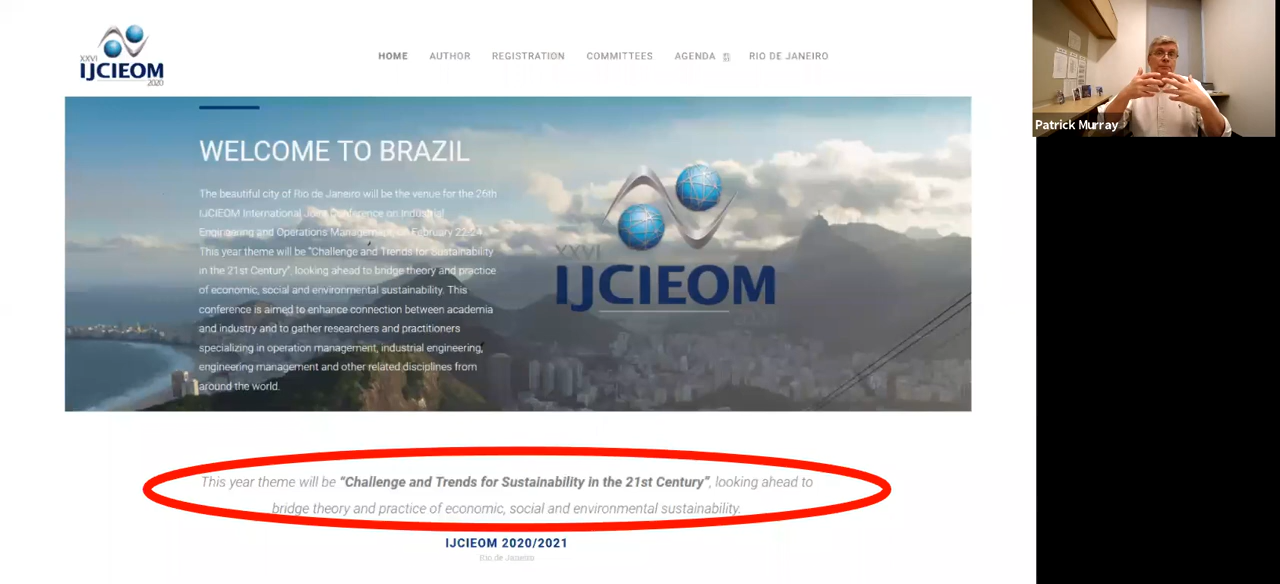 XXVI
IJCIEOM
2020
HOME AUTHOR REGISTRATION COMMITTEES AGENDA RIO DE JANEIRO
Patrick Murray
WELCOME TO BRAZIL
The beautiful city of Rio de Janeiro will be the venue for the 26th
IJCIEOM International Joint Conference on Industrial
Engineering and Operations Management, on February 22-24.
This year theme will be “Challenge and Trends for Sustainability
in the 21st Century”, looking ahead to bridge theory and practice
of economic, social and environmental sustainability. This
conference is aimed to enhance connection between academia
and industry and to gather researchers and practitioners
specializing in operation management, industrial engineering,
engineering management and other related disciplines from
around the world.
XXVI
IJCIEOM
This year theme will be “Challenge and Trends for Sustainability in the 21st Century”, looking ahead to
bridge theory and practice of economic, social and environmental sustainability.
IJCIEOM 2020/2021
Rio de Janeiro